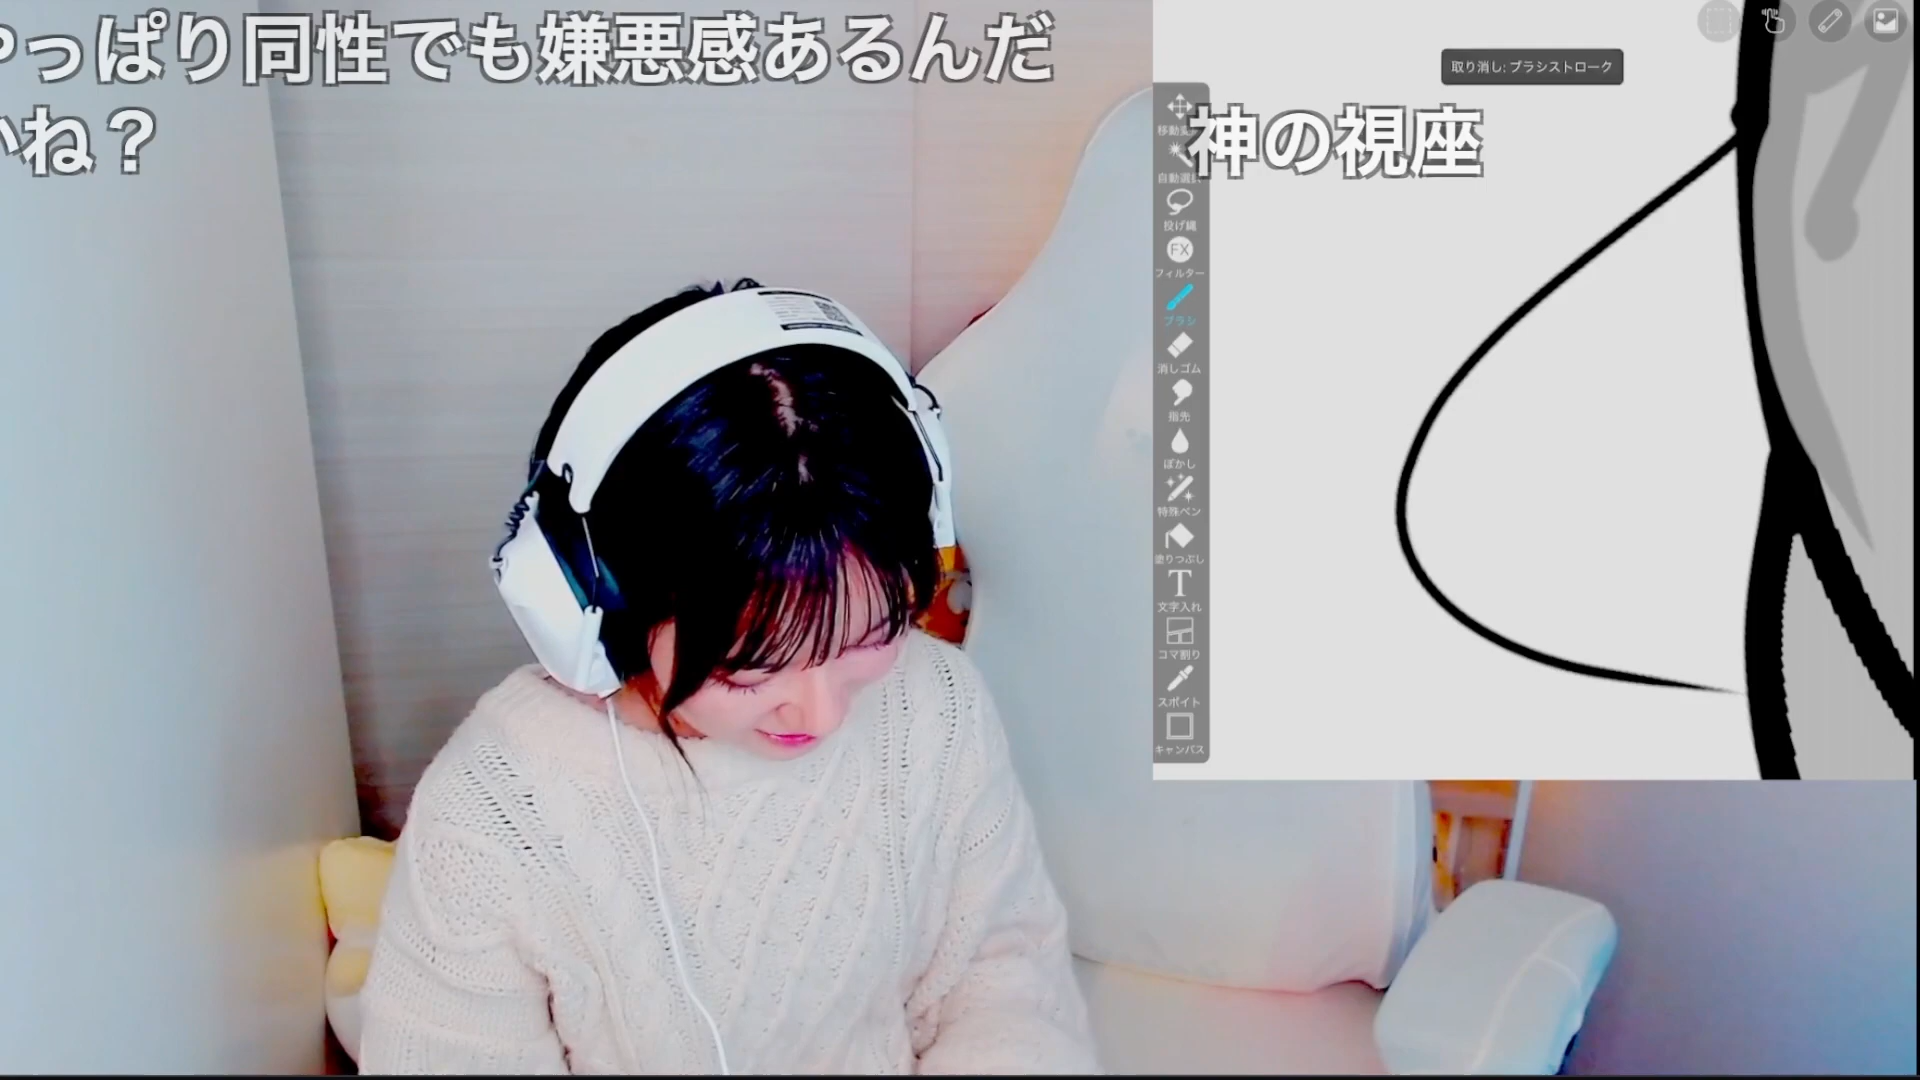 やっぱり同性でも嫌悪感あるんだ
かね？
神の視座
取り消し: ブラシストローク
移動変
自動選択
投げ縄
FX
フィルター
ブラシ
消しゴム
指先
ぼかし
特殊ペン
塗りつぶし
T
文字入れ
コマ割り
スポイト
キャンバス